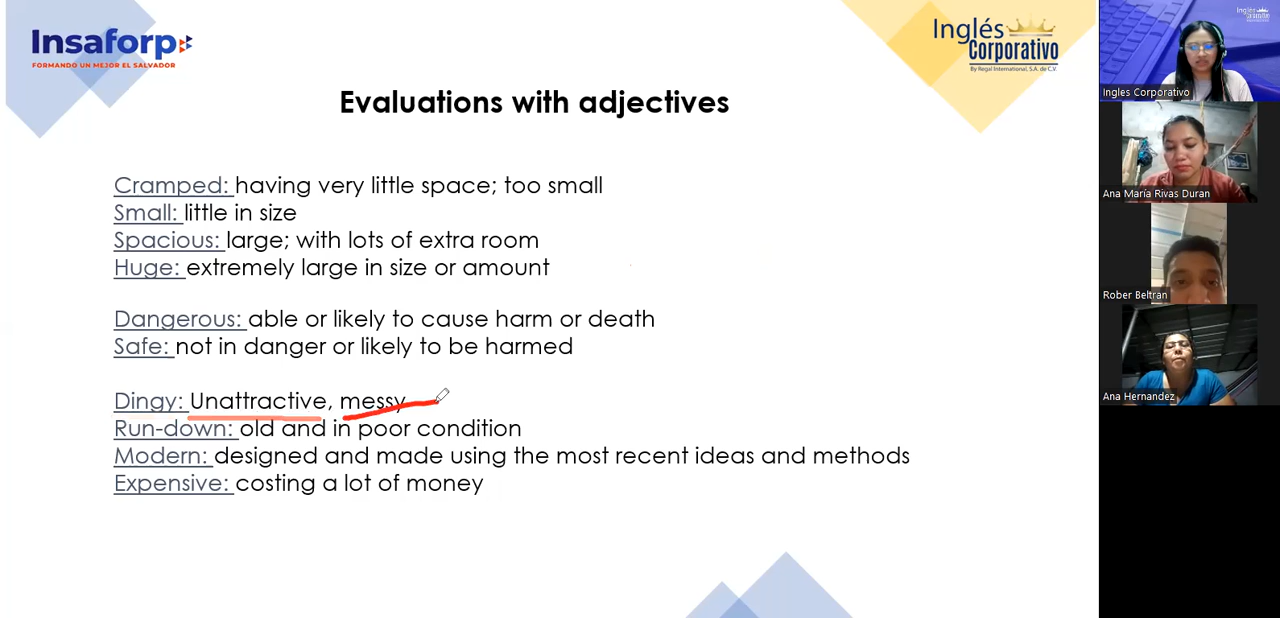 Insaforp
FORMANDO UN MEJOR EL SALVADOR
Inglés
Corporativo
By Regal International, S.A. de C.V.
Evaluations with adjectives
Cramped: having very little space; too small
Small: little in size
Spacious: large; with lots of extra room
Huge: extremely large in size or amount
Dangerous: able or likely to cause harm or death
Safe: not in danger or likely to be harmed
Dingy: Unattractive, messy
Run-down: old and in poor condition
Modern: designed and made using the most recent ideas and methods
Expensive: costing a lot of money
Inglés
Corporativo
Ingles Corporativo
Ana María Rivas Duran
Rober Beltran
Ana Hernandez